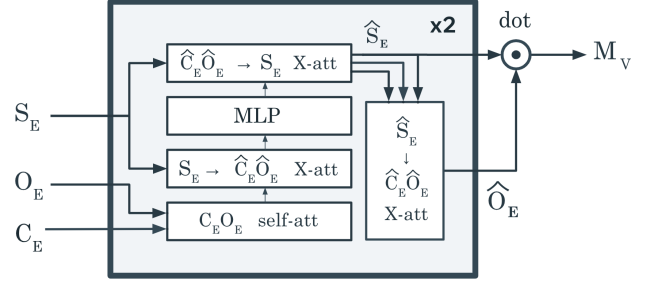 x2
dot
Ŝ_E
Ĉ_E Ô_E → S_E X-att
M_V
MLP
S_E
Ŝ_E
↓
Ĉ_E Ô_E
X-att
S_E → Ĉ_E Ô_E X-att
O_E
Ô_E
C_E O_E self-att
C_E